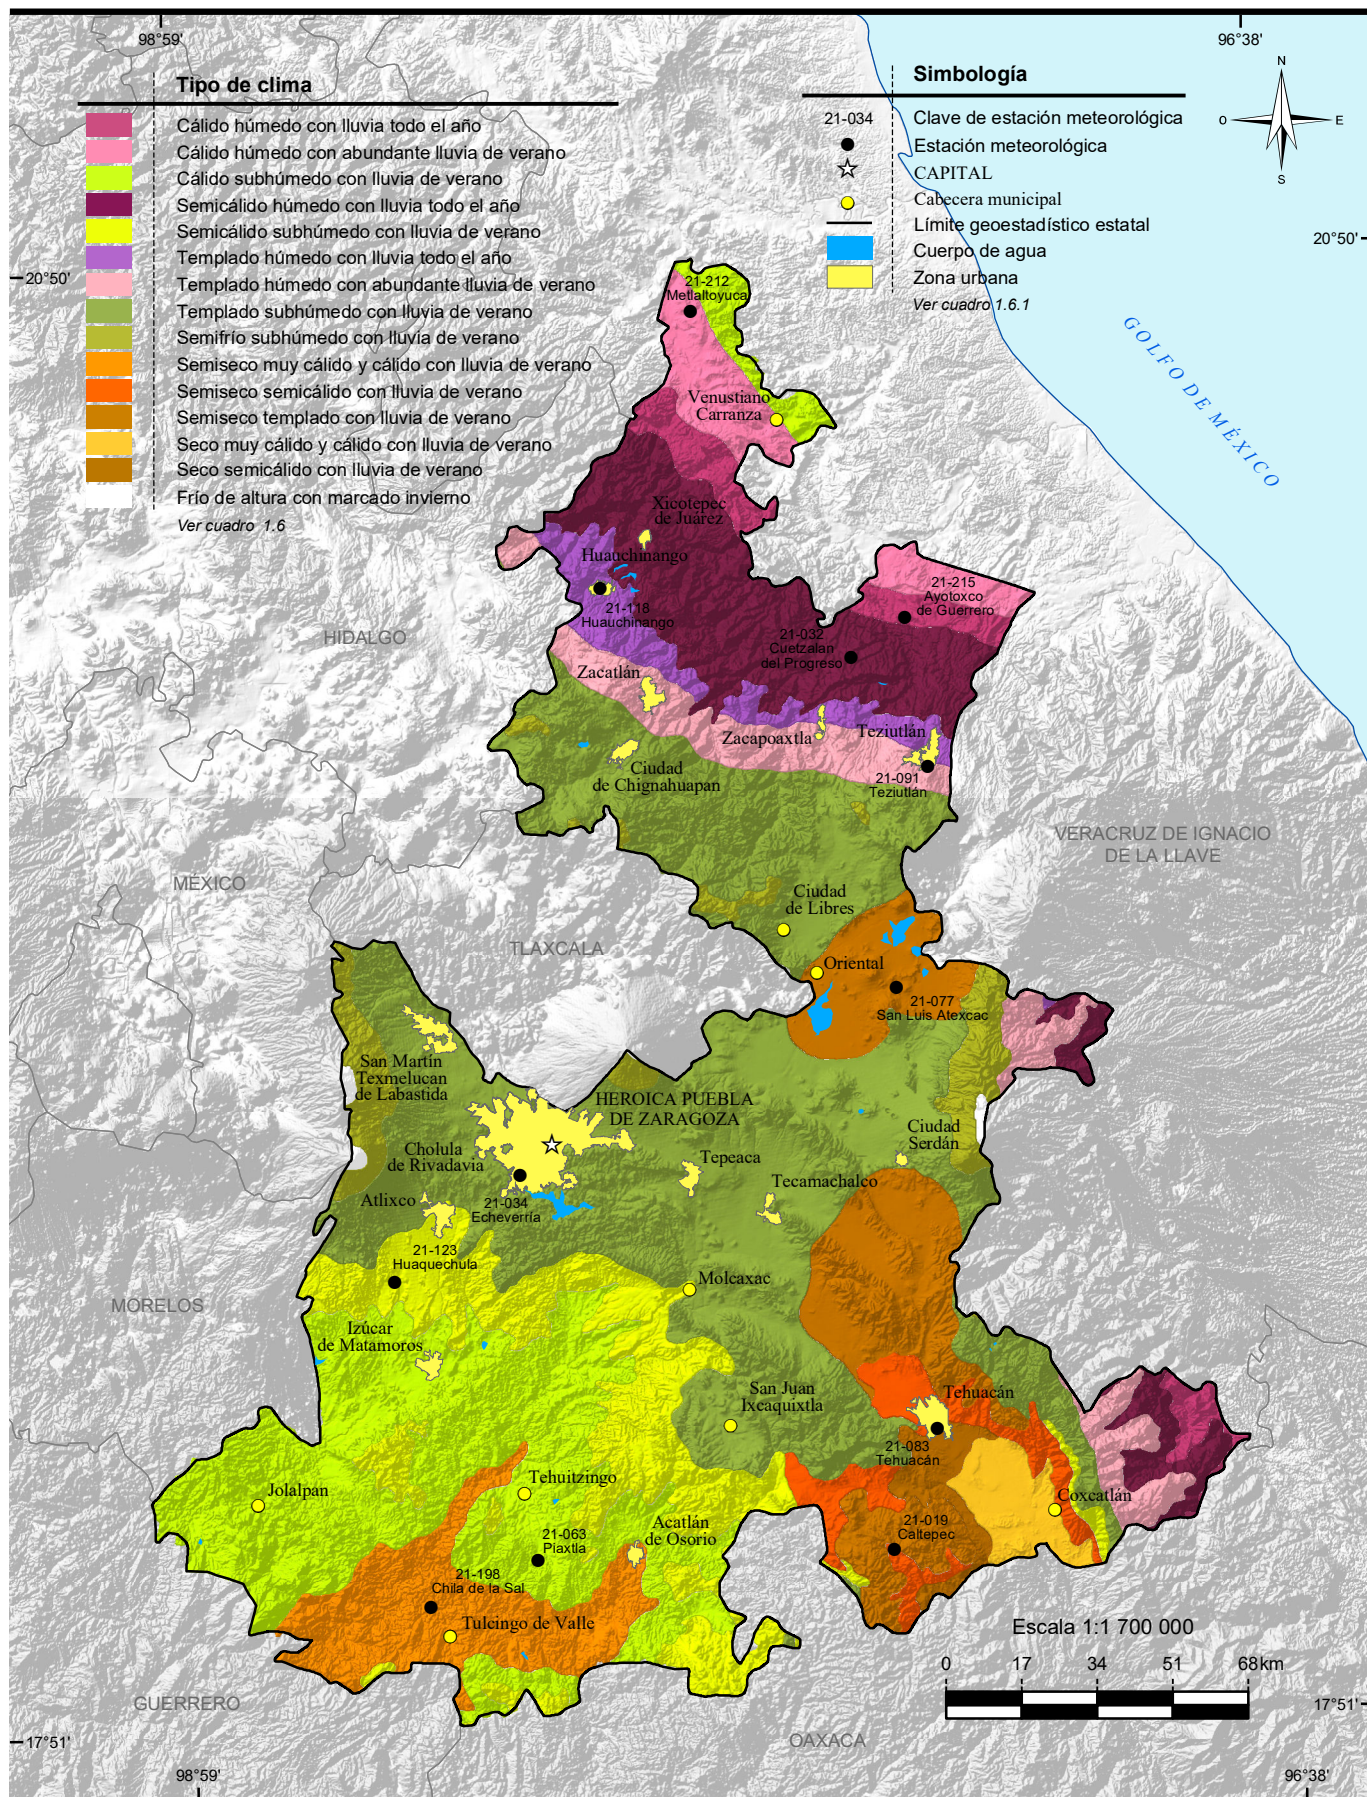 98°59'
96°38'
Tipo de clima
Cálido húmedo con lluvia todo el año
Cálido húmedo con abundante lluvia de verano
Cálido subhúmedo con lluvia de verano
Semicálido húmedo con lluvia todo el año
Semicálido subhúmedo con lluvia de verano
Templado húmedo con lluvia todo el año
Templado húmedo con abundante lluvia de verano
Templado subhúmedo con lluvia de verano
Semifrío subhúmedo con lluvia de verano
Semiseco muy cálido y cálido con lluvia de verano
Semiseco semicálido con lluvia de verano
Semiseco templado con lluvia de verano
Seco muy cálido y cálido con lluvia de verano
Seco semicálido con lluvia de verano
Frío de altura con marcado invierno
Ver cuadro 1.6
Simbología
21-034 Clave de estación meteorológica
Estación meteorológica
CAPITAL
Cabecera municipal
Límite geoestadístico estatal
Cuerpo de agua
Zona urbana
Ver cuadro 1.6.1
N
O
E
S
20°50'
20°50'
GOLFO DE MÉXICO
21-212
Metlaltoyuca
Venustiano
Carranza
Xicotepec
de Juárez
Huauchinango
21-118
Huauchinango
21-215
Ayotoxco
de Guerrero
21-032
Cuetzalan
del Progreso
HIDALGO
Zacatlán
Zacapoaxtla
Teziutlán
21-091
Teziutlán
Ciudad
de Chignahuapan
VERACRUZ DE IGNACIO
DE LA LLAVE
MÉXICO
Ciudad
de Libres
TLAXCALA
Oriental
21-077
San Luis Atexcac
San Martín
Texmelucan
de Labastida
HEROICA PUEBLA
DE ZARAGOZA
Ciudad
Serdán
Cholula
de Rivadavia
Tepeaca
Tecamachalco
Atlixco
21-034
Echeverría
21-123
Huaquechula
Molcaxac
MORELOS
Izúcar
de Matamoros
San Juan
Ixcaquixtla
Tehuacán
21-083
Tehuacán
Jolalpan
Tehuitzingo
Coxcatlán
Acatlán
de Osorio
21-019
Caltepec
21-063
Piaxtla
21-198
Chila de la Sal
Tulcingo de Valle
Escala 1:1 700 000
0 17 34 51 68 km
GUERRERO
OAXACA
17°51'
17°51'
98°59'
96°38'